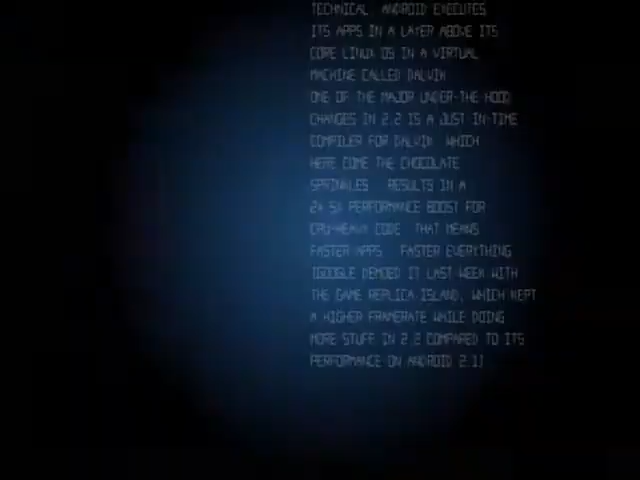 TECHNICAL ANDROID EXECUTES
ITS APPS IN A LAYER ABOVE ITS
CORE LINUX OS IN A VIRTUAL
MACHINE CALLED DALVIK
ONE OF THE MAJOR UNDER-THE HOOD
CHANGES IN 2.2 IS A JUST IN-TIME
COMPILER FOR DALVIK WHICH
HERE COME THE CHOCOLATE
SPRINKLES RESULTS IN A
2X 5X PERFORMANCE BOOST FOR
CPU-HEAVY CODE THAT MEANS
FASTER APPS FASTER EVERYTHING
(GOOGLE DEMOED IT LAST WEEK WITH
THE GAME REPLICA ISLAND, WHICH KEPT
A HIGHER FRAMERATE WHILE DOING
MORE STUFF IN 2.2 COMPARED TO ITS
PERFORMANCE ON ANDROID 2.1)